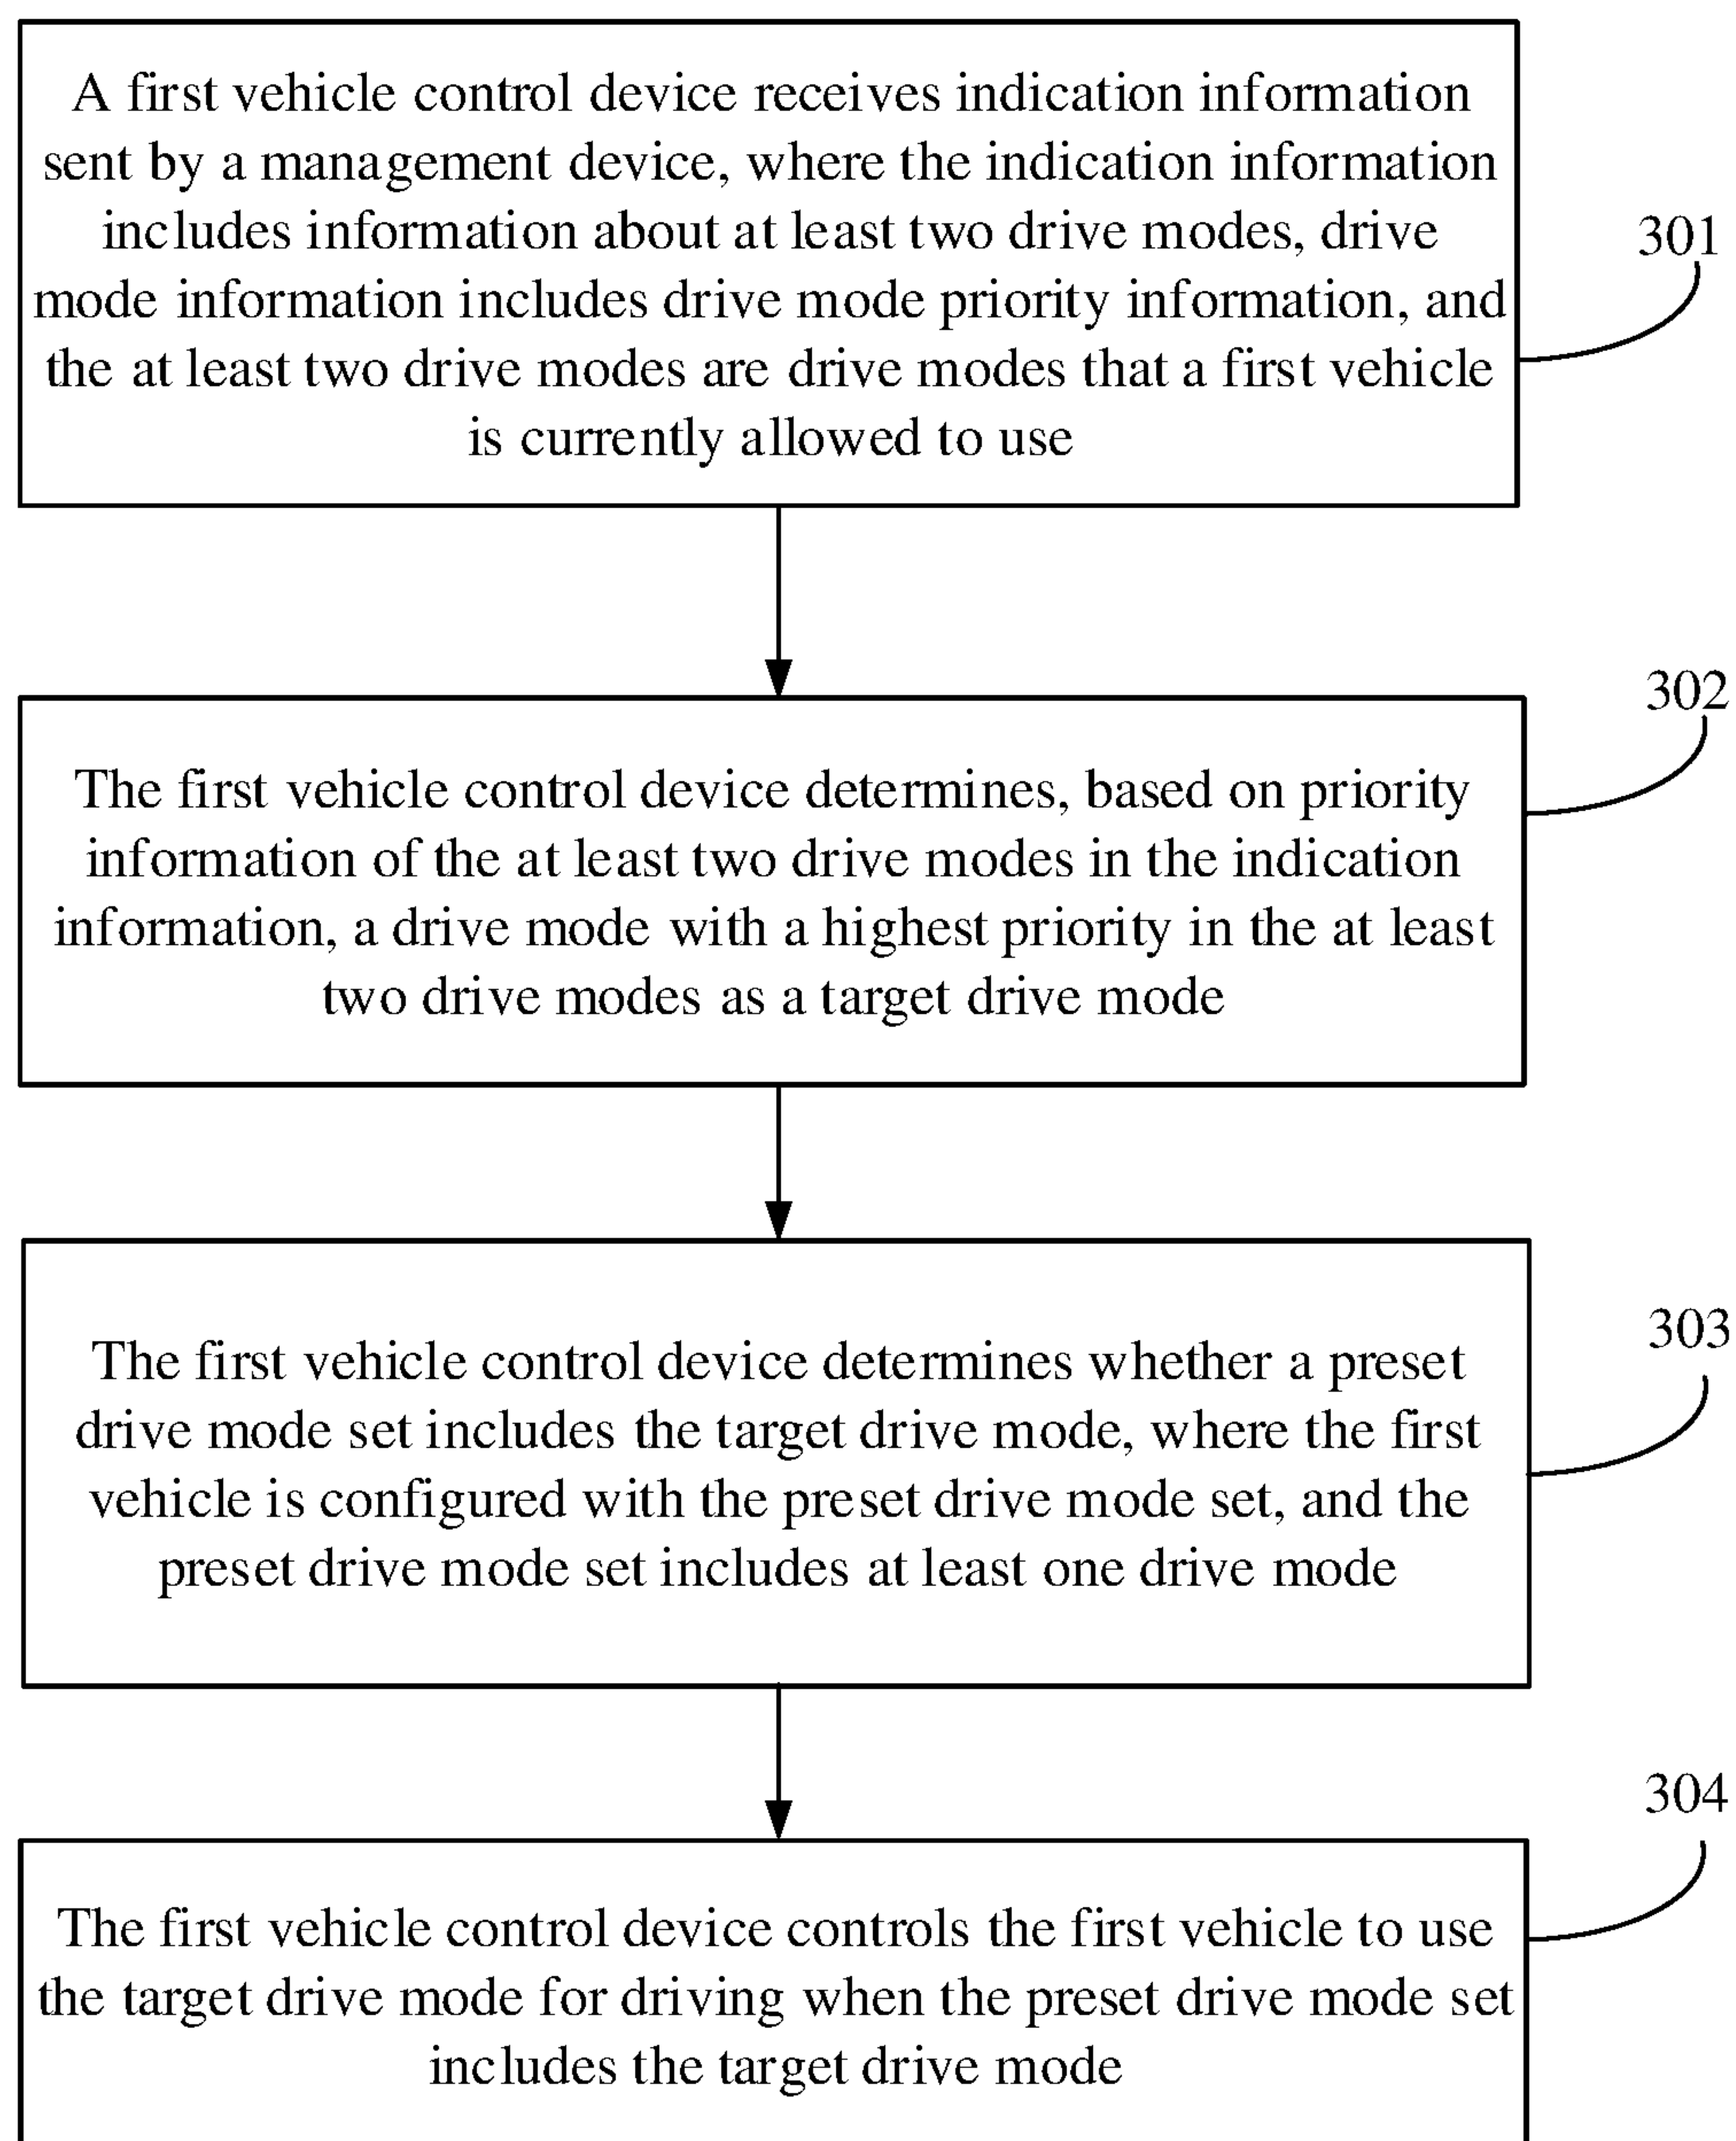 A first vehicle control device receives indication information
sent by a management device, where the indication information
includes information about at least two drive modes, drive
mode information includes drive mode priority information, and
the at least two drive modes are drive modes that a first vehicle
is currently allowed to use
301
The first vehicle control device determines, based on priority
information of the at least two drive modes in the indication
information, a drive mode with a highest priority in the at least
two drive modes as a target drive mode
302
The first vehicle control device determines whether a preset
drive mode set includes the target drive mode, where the first
vehicle is configured with the preset drive mode set, and the
preset drive mode set includes at least one drive mode
303
The first vehicle control device controls the first vehicle to use
the target drive mode for driving when the preset drive mode set
includes the target drive mode
304